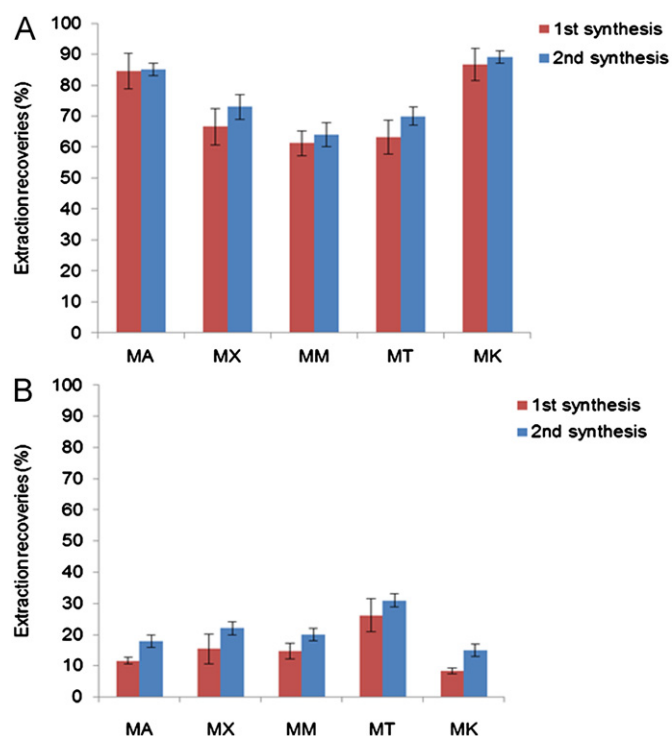 A
Extraction recoveries (%)
100
90
80
70
60
50
40
30
20
10
0
MA MX MM MT MK
1st synthesis
2nd synthesis
B
Extraction recoveries (%)
100
90
80
70
60
50
40
30
20
10
0
MA MX MM MT MK
1st synthesis
2nd synthesis